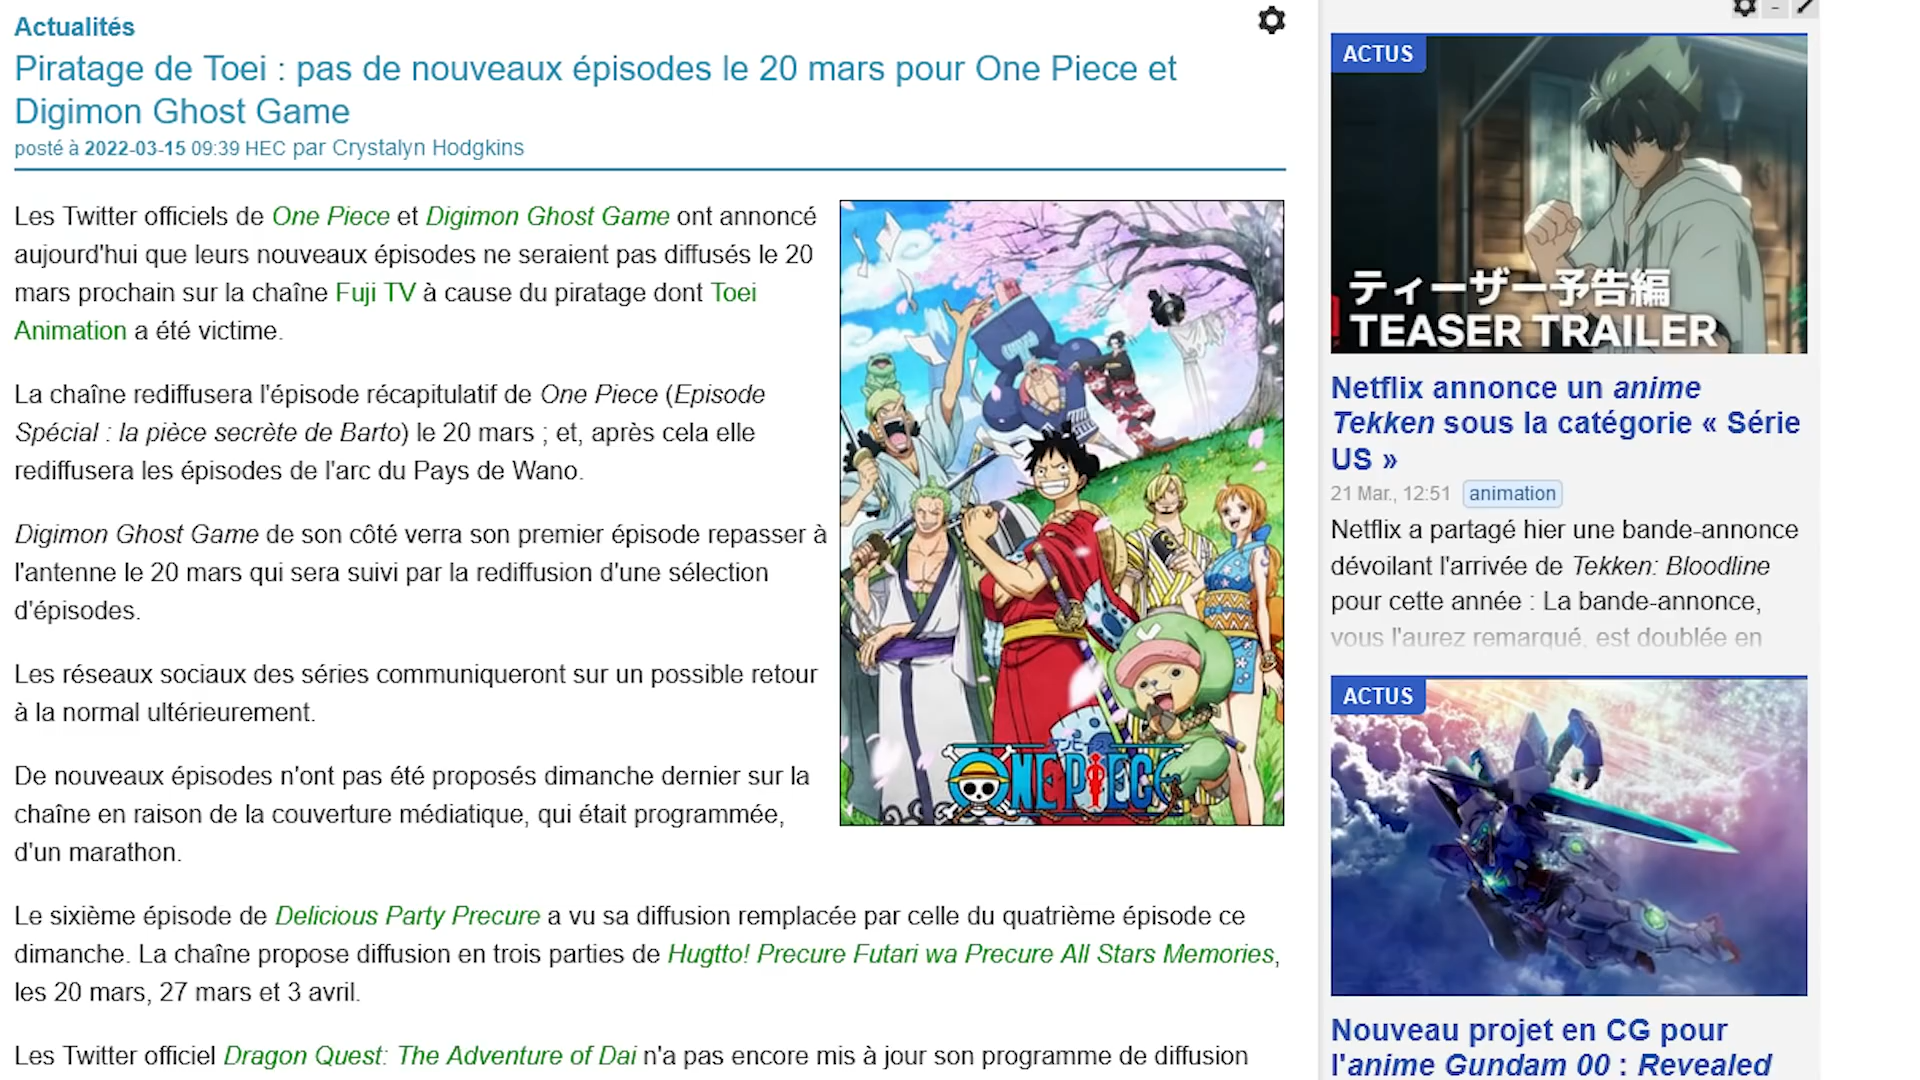 Actualités
Piratage de Toei : pas de nouveaux épisodes le 20 mars pour One Piece et
Digimon Ghost Game
posté à 2022-03-15 09:39 HEC par Crystalyn Hodgkins
Les Twitter officiels de One Piece et Digimon Ghost Game ont annoncé
aujourd'hui que leurs nouveaux épisodes ne seraient pas diffusés le 20
mars prochain sur la chaîne Fuji TV à cause du piratage dont Toei
Animation a été victime.
La chaîne rediffusera l'épisode récapitulatif de One Piece (Episode
Spécial : la pièce secrète de Barto) le 20 mars ; et, après cela elle
rediffusera les épisodes de l'arc du Pays de Wano.
Digimon Ghost Game de son côté verra son premier épisode repasser à
l'antenne le 20 mars qui sera suivi par la rediffusion d'une sélection
d'épisodes.
Les réseaux sociaux des séries communiqueront sur un possible retour
à la normal ultérieurement.
De nouveaux épisodes n'ont pas été proposés dimanche dernier sur la
chaîne en raison de la couverture médiatique, qui était programmée,
d'un marathon.
Le sixième épisode de Delicious Party Precure a vu sa diffusion remplacée par celle du quatrième épisode ce
dimanche. La chaîne propose diffusion en trois parties de Hugtto! Precure Futari wa Precure All Stars Memories,
les 20 mars, 27 mars et 3 avril.
Les Twitter officiel Dragon Quest: The Adventure of Dai n'a pas encore mis à jour son programme de diffusion
ワンピース
ONE PIECE
ACTUS
ティーザー予告編
TEASER TRAILER
Netflix annonce un anime
Tekken sous la catégorie « Série
US »
21 Mar., 12:51 animation
Netflix a partagé hier une bande-annonce
dévoilant l'arrivée de Tekken: Bloodline
pour cette année : La bande-annonce,
vous l'aurez remarqué, est doublée en
ACTUS
Nouveau projet en CG pour
l'anime Gundam 00 : Revealed